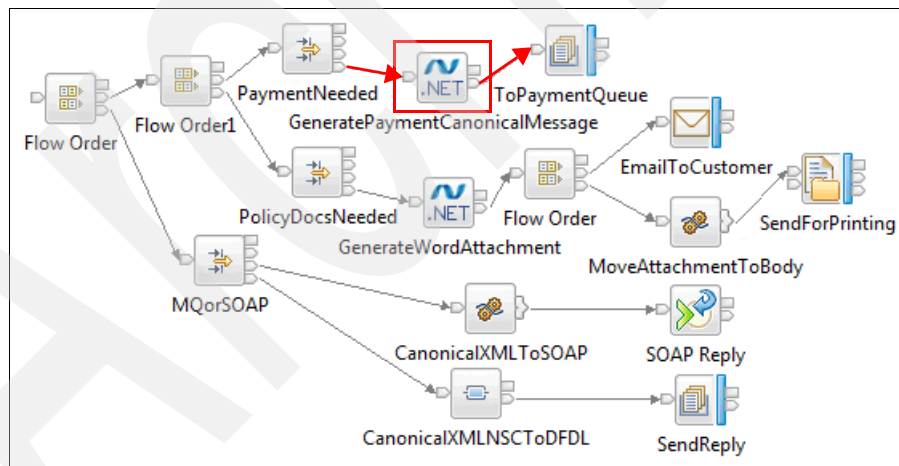 .NET
PaymentNeeded
ToPaymentQueue
Flow Order
Flow Order1
GeneratePaymentCanonicalMessage
EmailToCustomer
.NET
PolicyDocsNeeded
Flow Order
SendForPrinting
GenerateWordAttachment
MoveAttachmentToBody
MQorSOAP
CanonicalXMLToSOAP
SOAP Reply
CanonicalXMLNSCToDFDL
SendReply